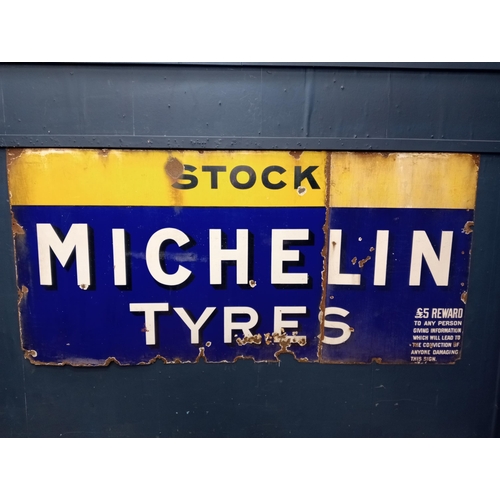 STOCK
MICHELIN
TYRES
£5 REWARD
TO ANY PERSON
GIVING INFORMATION
WHICH WILL LEAD TO
THE CONVICTION OF
ANYONE DAMAGING
THIS SIGN.